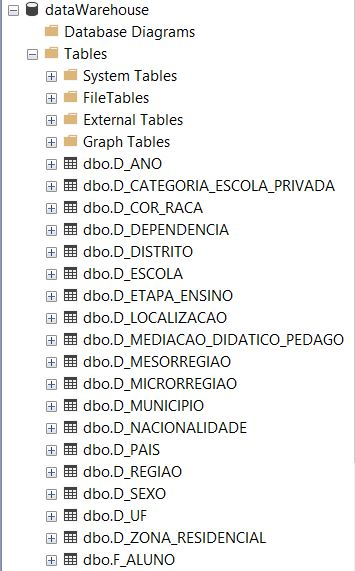 dataWarehouse
Database Diagrams
Tables
System Tables
FileTables
External Tables
Graph Tables
dbo.D_ANO
dbo.D_CATEGORIA_ESCOLA_PRIVADA
dbo.D_COR_RACA
dbo.D_DEPENDENCIA
dbo.D_DISTRITO
dbo.D_ESCOLA
dbo.D_ETAPA_ENSINO
dbo.D_LOCALIZACAO
dbo.D_MEDIACAO_DIDATICO_PEDAGO
dbo.D_MESORREGIAO
dbo.D_MICRORREGIAO
dbo.D_MUNICIPIO
dbo.D_NACIONALIDADE
dbo.D_PAIS
dbo.D_REGIAO
dbo.D_SEXO
dbo.D_UF
dbo.D_ZONA_RESIDENCIAL
dbo.F_ALUNO